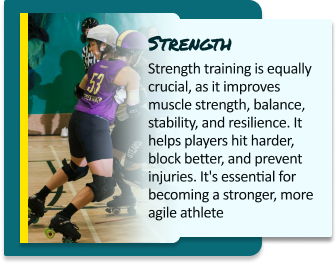 STRENGTH
Strength training is equally
crucial, as it improves
muscle strength, balance,
stability, and resilience. It
helps players hit harder,
block better, and prevent
injuries. It's essential for
becoming a stronger, more
agile athlete
53